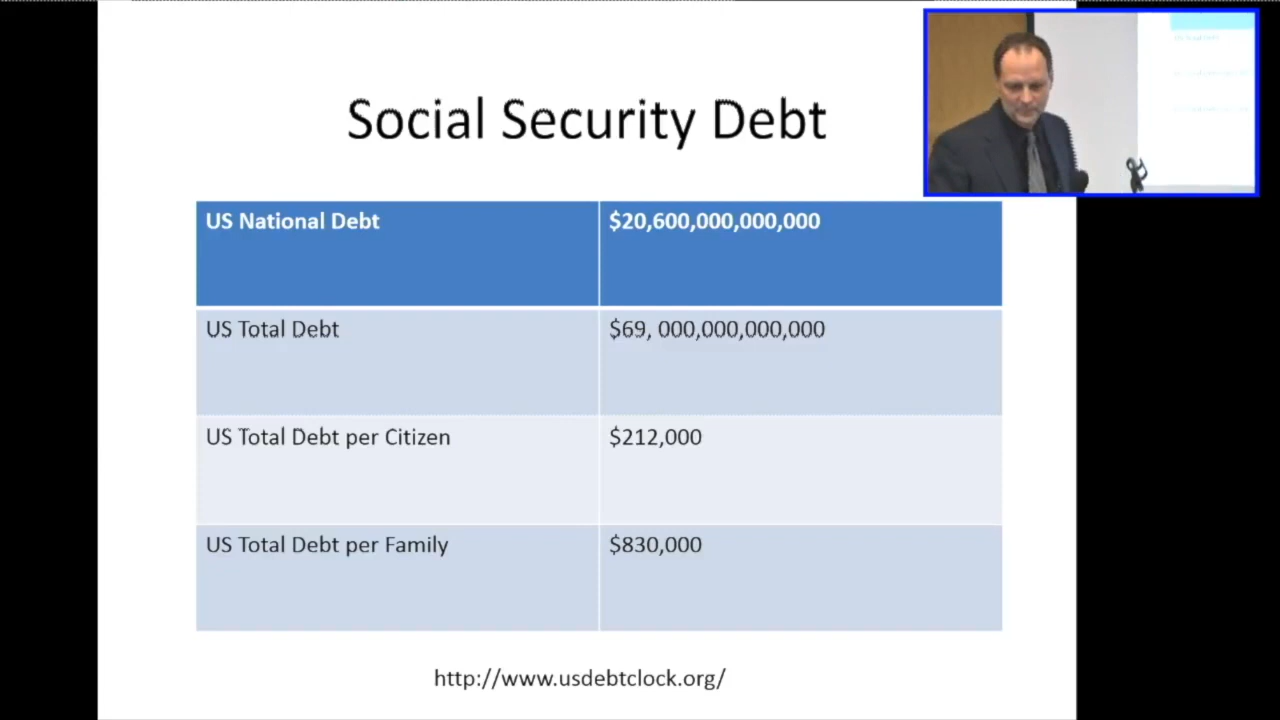 Social Security Debt
US National Debt $20,600,000,000,000
US Total Debt $69, 000,000,000,000
US Total Debt per Citizen $212,000
US Total Debt per Family $830,000
http://www.usdebtclock.org/